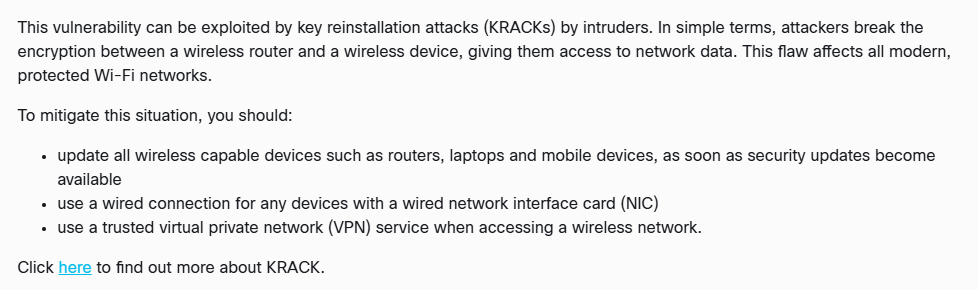 This vulnerability can be exploited by key reinstallation attacks (KRACKs) by intruders. In simple terms, attackers break the
encryption between a wireless router and a wireless device, giving them access to network data. This flaw affects all modern,
protected Wi-Fi networks.
To mitigate this situation, you should:
• update all wireless capable devices such as routers, laptops and mobile devices, as soon as security updates become
available
• use a wired connection for any devices with a wired network interface card (NIC)
• use a trusted virtual private network (VPN) service when accessing a wireless network.
Click here to find out more about KRACK.